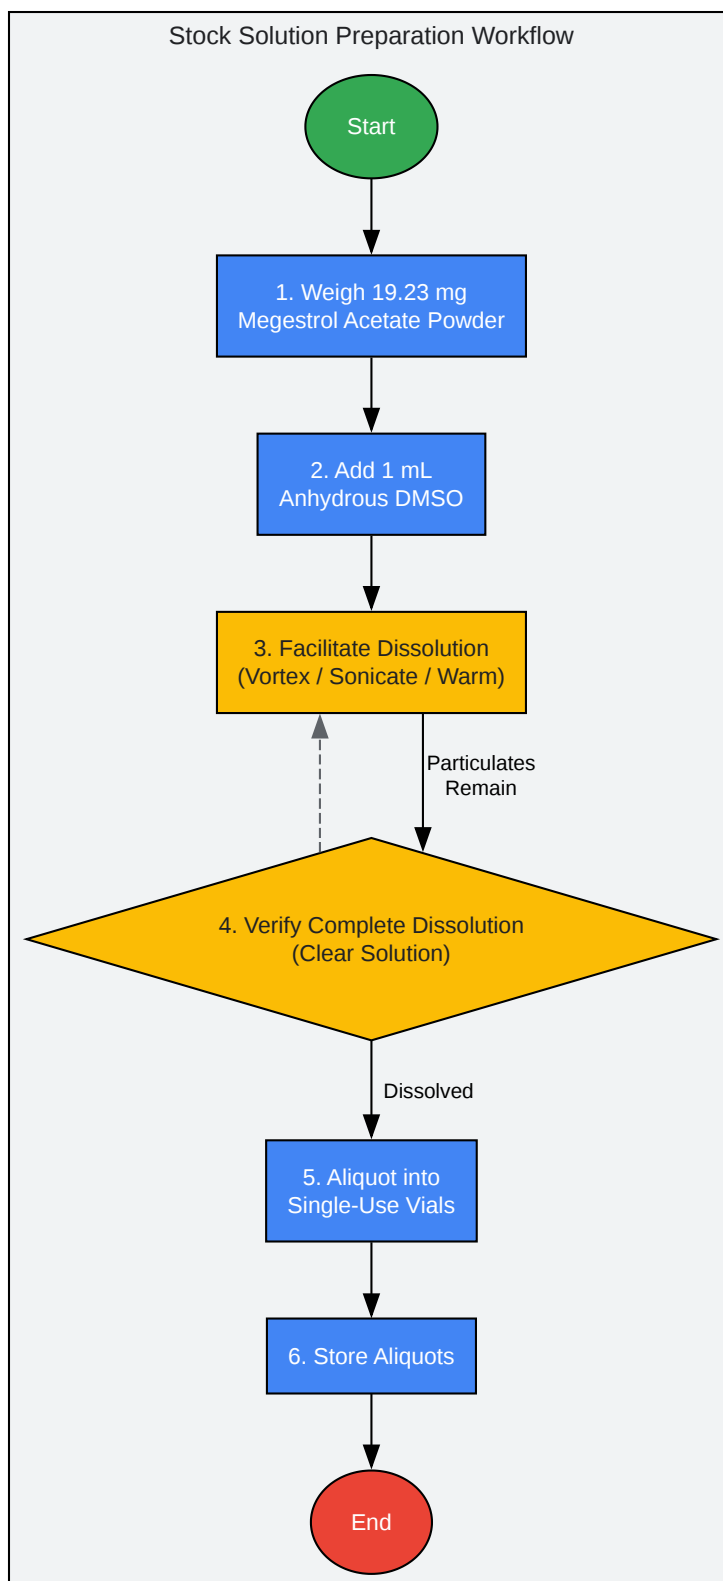 Stock Solution Preparation Workflow
Start
1. Weigh 19.23 mg
Megestrol Acetate Powder
2. Add 1 mL
Anhydrous DMSO
3. Facilitate Dissolution
(Vortex / Sonicate / Warm)
Particulates
Remain
4. Verify Complete Dissolution
(Clear Solution)
Dissolved
5. Aliquot into
Single-Use Vials
6. Store Aliquots
End